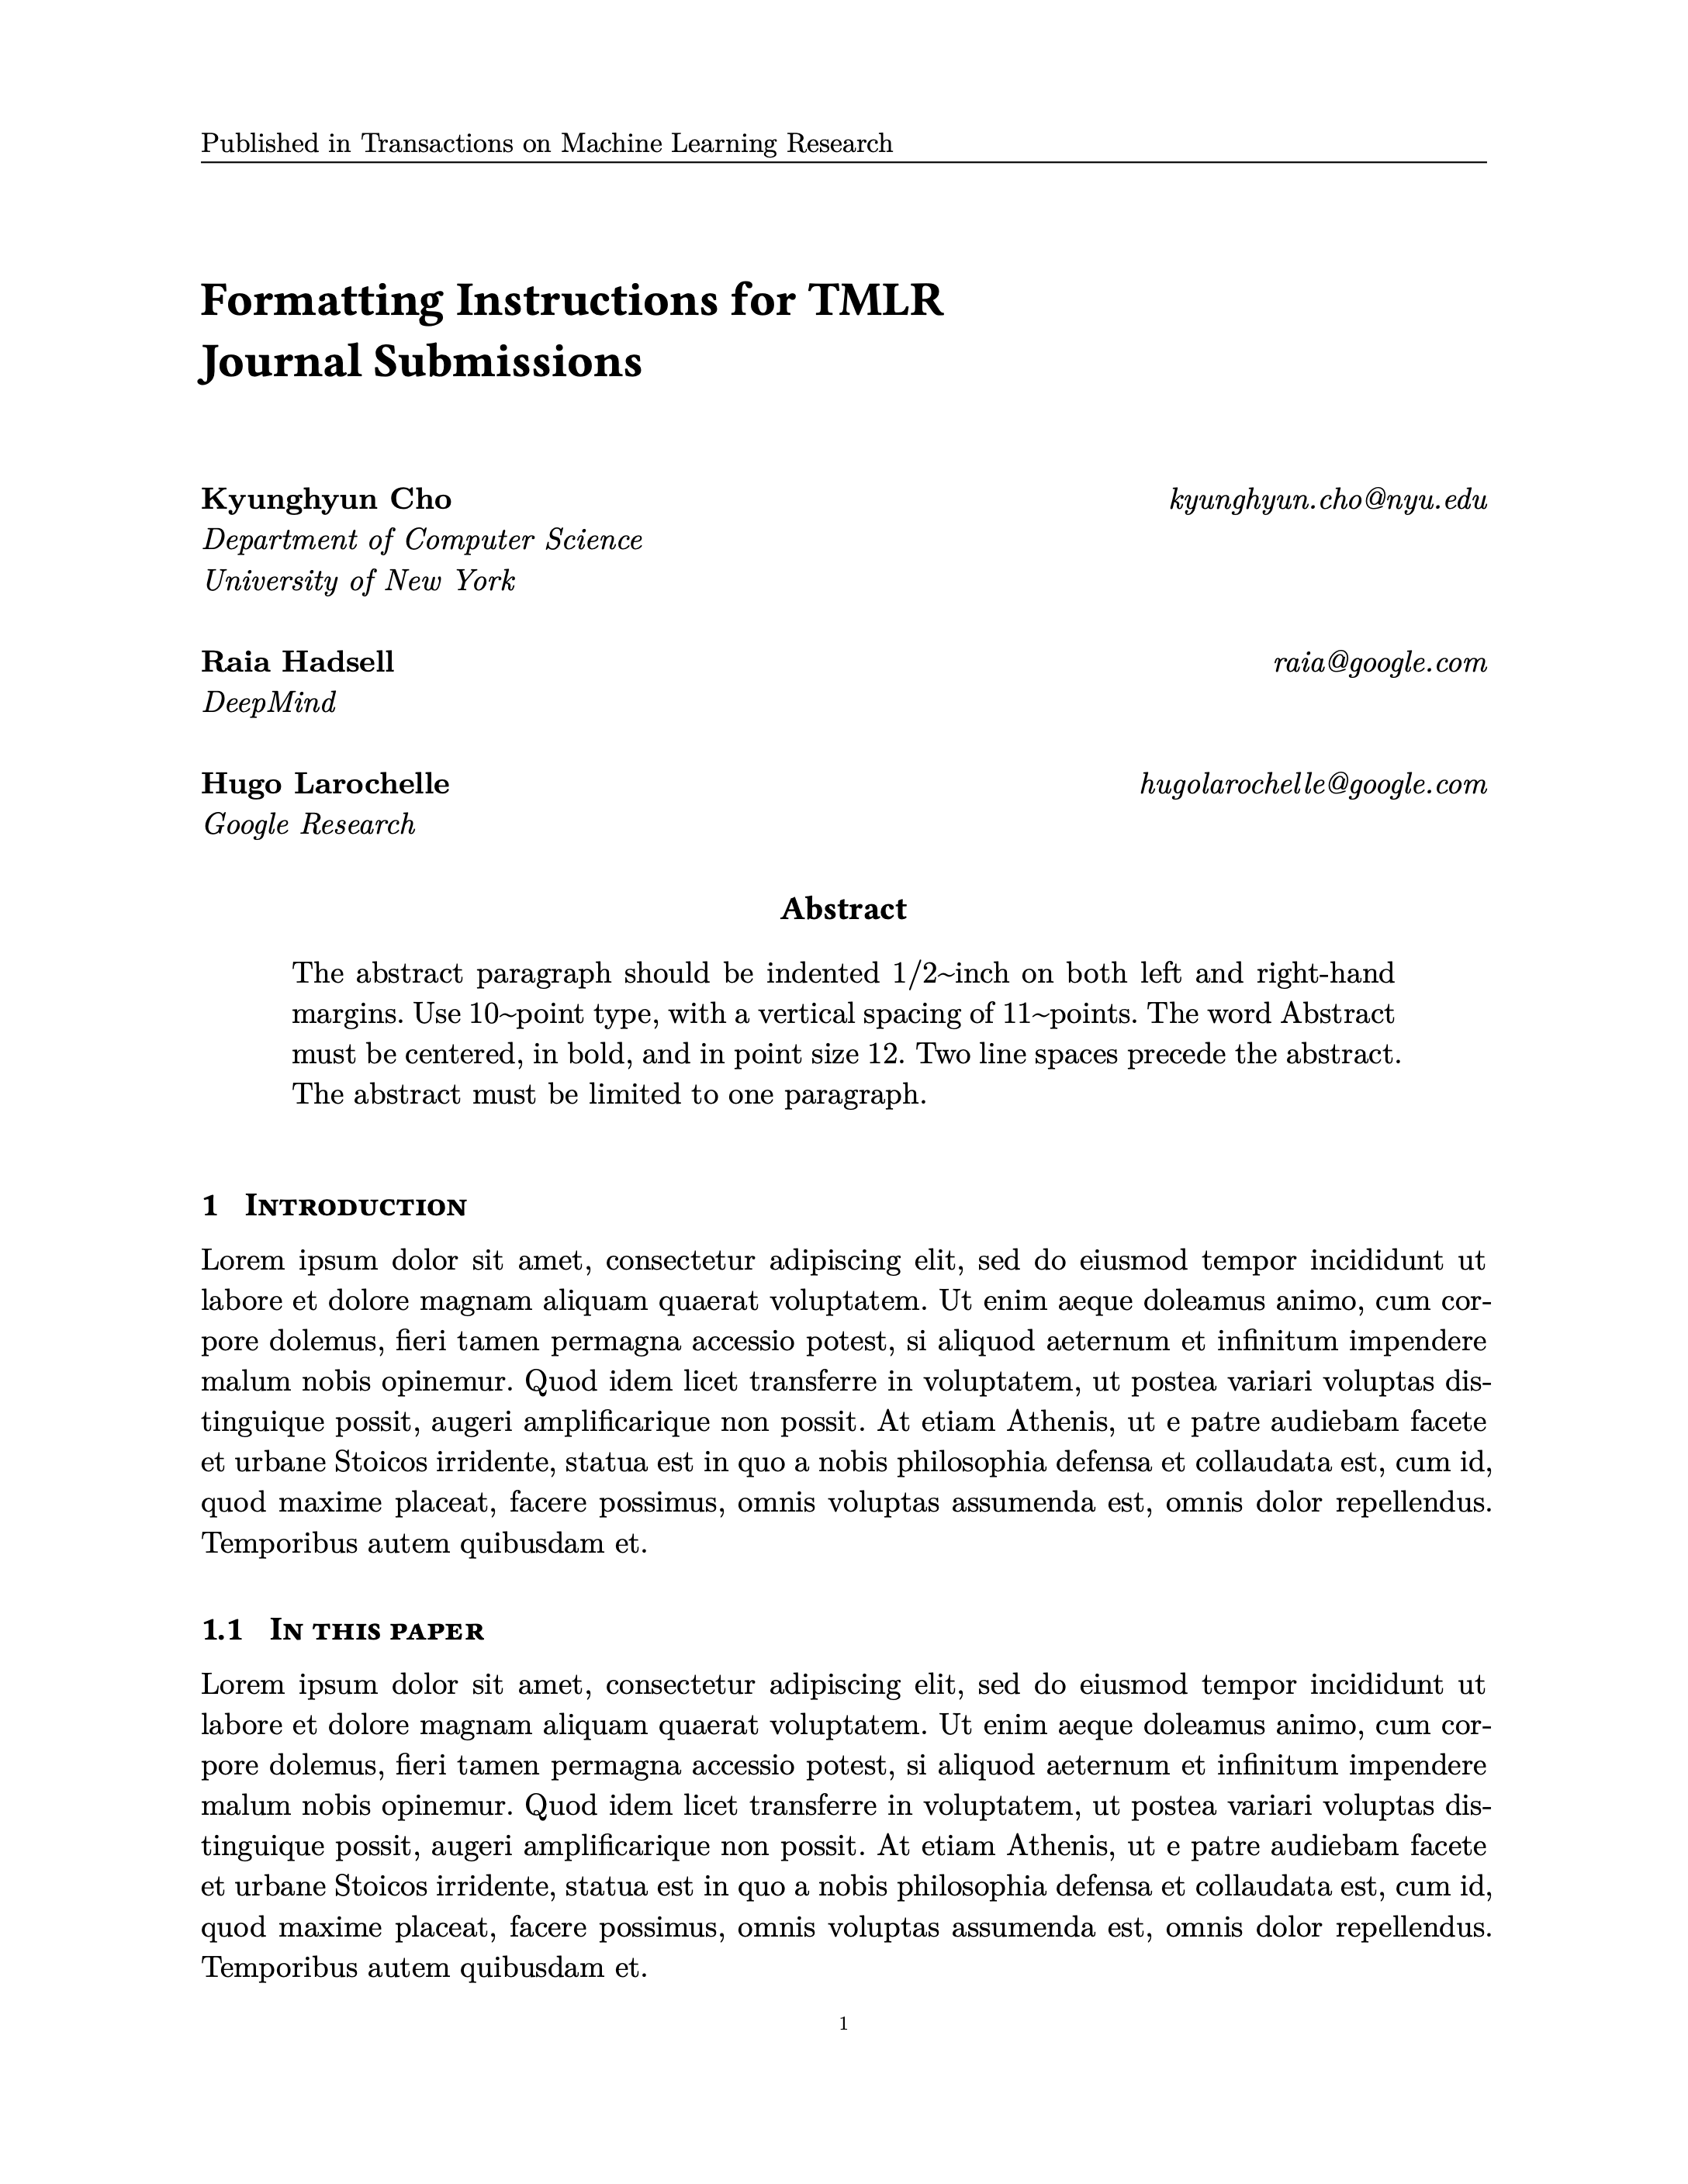 Published in Transactions on Machine Learning Research
Formatting Instructions for TMLR
Journal Submissions
Kyunghyun Cho kyunghyun.cho@nyu.edu
Department of Computer Science
University of New York
Raia Hadsell raia@google.com
DeepMind
Hugo Larochelle hugolarochelle@google.com
Google Research
Abstract
The abstract paragraph should be indented 1/2~inch on both left and right-hand
margins. Use 10~point type, with a vertical spacing of 11~points. The word Abstract
must be centered, in bold, and in point size 12. Two line spaces precede the abstract.
The abstract must be limited to one paragraph.
1 Introduction
Lorem ipsum dolor sit amet, consectetur adipiscing elit, sed do eiusmod tempor incididunt ut
labore et dolore magnam aliquam quaerat voluptatem. Ut enim aeque doleamus animo, cum cor-
pore dolemus, fieri tamen permagna accessio potest, si aliquod aeternum et infinitum impendere
malum nobis opinemur. Quod idem licet transferre in voluptatem, ut postea variari voluptas dis-
tinguique possit, augeri amplificarique non possit. At etiam Athenis, ut e patre audiebam facete
et urbane Stoicos irridente, statua est in quo a nobis philosophia defensa et collaudata est, cum id,
quod maxime placeat, facere possimus, omnis voluptas assumenda est, omnis dolor repellendus.
Temporibus autem quibusdam et.
1.1 In this paper
Lorem ipsum dolor sit amet, consectetur adipiscing elit, sed do eiusmod tempor incididunt ut
labore et dolore magnam aliquam quaerat voluptatem. Ut enim aeque doleamus animo, cum cor-
pore dolemus, fieri tamen permagna accessio potest, si aliquod aeternum et infinitum impendere
malum nobis opinemur. Quod idem licet transferre in voluptatem, ut postea variari voluptas dis-
tinguique possit, augeri amplificarique non possit. At etiam Athenis, ut e patre audiebam facete
et urbane Stoicos irridente, statua est in quo a nobis philosophia defensa et collaudata est, cum id,
quod maxime placeat, facere possimus, omnis voluptas assumenda est, omnis dolor repellendus.
Temporibus autem quibusdam et.
1